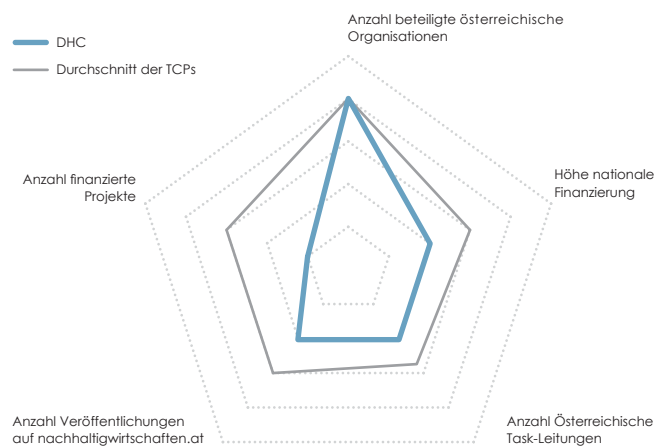 Anzahl beteiligte österreichische
Organisationen
DHC
Durchschnitt der TCPs
Anzahl finanzierte
Projekte
Höhe nationale
Finanzierung
Anzahl Veröffentlichungen
auf nachhaltigwirtschaften.at
Anzahl Österreichische
Task-Leitungen